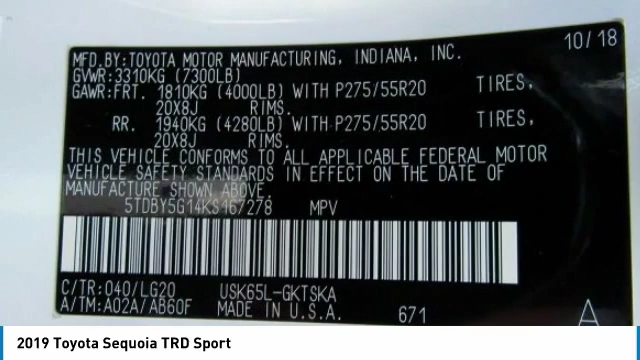 MFD.BY:TOYOTA MOTOR MANUFACTURING, INDIANA, INC. 10/18
GVWR:3310KG (7300LB)
GAWR:FRT. 1810KG (4000LB) WITH P275/55R20 TIRES,
20X8J RIMS.
RR. 1940KG (4280LB) WITH P275/55R20 TIRES,
20X8J RIMS.
THIS VEHICLE CONFORMS TO ALL APPLICABLE FEDERAL MOTOR
VEHICLE SAFETY STANDARDS IN EFFECT ON THE DATE OF
MANUFACTURE SHOWN ABOVE.
5TDBY5G14KS167278 MPV
C/TR:040/LG20 USK65L-GKTSKA
A/TM:A02A/AB60F MADE IN U.S.A. 671 A
2019 Toyota Sequoia TRD Sport